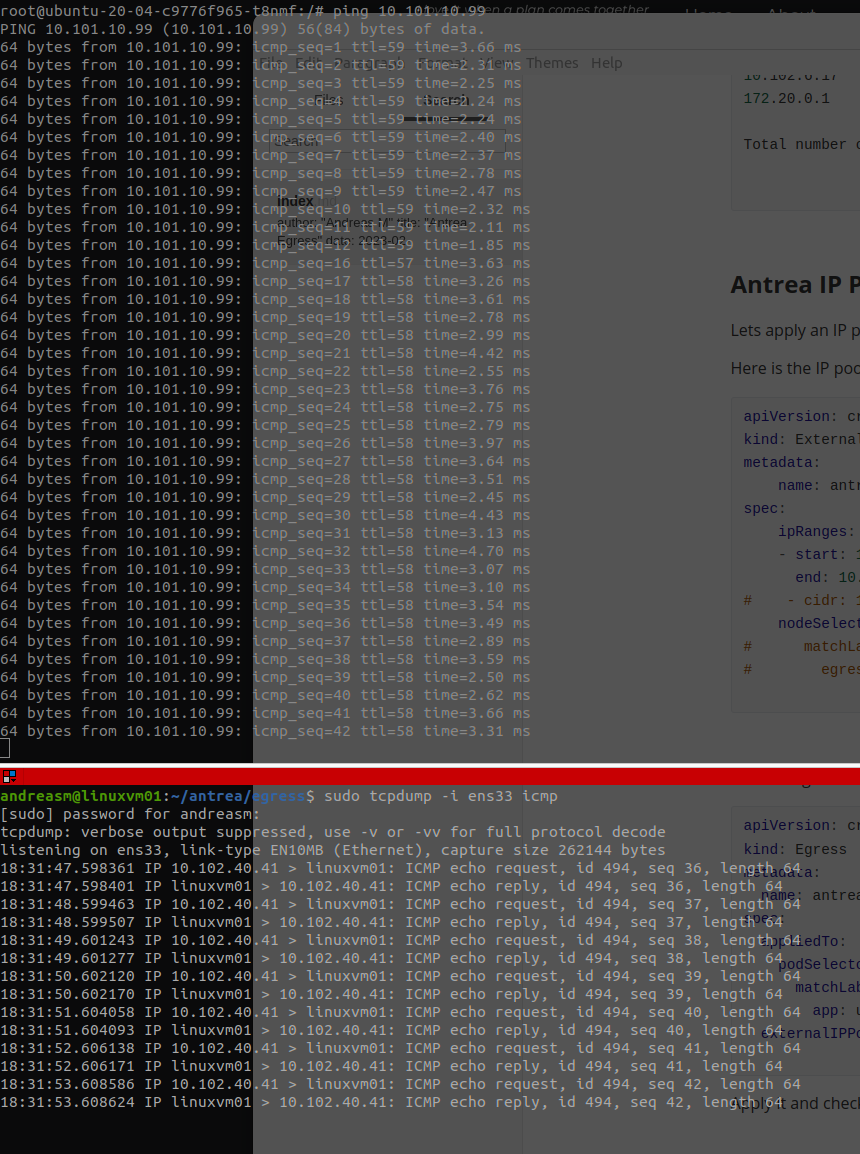 root@ubuntu-20-04-c9776f965-t8nmf:/# ping 10.101.10.99
PING 10.101.10.99 (10.101.10.99) 56(84) bytes of data.
64 bytes from 10.101.10.99: icmp_seq=1 ttl=59 time=3.66 ms
64 bytes from 10.101.10.99: icmp_seq=2 ttl=59 time=2.31 ms
64 bytes from 10.101.10.99: icmp_seq=3 ttl=59 time=2.25 ms
64 bytes from 10.101.10.99: icmp_seq=4 ttl=59 time=2.24 ms
64 bytes from 10.101.10.99: icmp_seq=5 ttl=59 time=2.24 ms
64 bytes from 10.101.10.99: icmp_seq=6 ttl=59 time=2.40 ms
64 bytes from 10.101.10.99: icmp_seq=7 ttl=59 time=2.37 ms
64 bytes from 10.101.10.99: icmp_seq=8 ttl=59 time=2.78 ms
64 bytes from 10.101.10.99: icmp_seq=9 ttl=59 time=2.47 ms
64 bytes from 10.101.10.99: icmp_seq=10 ttl=59 time=2.32 ms
64 bytes from 10.101.10.99: icmp_seq=11 ttl=59 time=2.11 ms
64 bytes from 10.101.10.99: icmp_seq=12 ttl=59 time=1.85 ms
64 bytes from 10.101.10.99: icmp_seq=16 ttl=57 time=3.63 ms
64 bytes from 10.101.10.99: icmp_seq=17 ttl=58 time=3.26 ms
64 bytes from 10.101.10.99: icmp_seq=18 ttl=58 time=3.61 ms
64 bytes from 10.101.10.99: icmp_seq=19 ttl=58 time=2.78 ms
64 bytes from 10.101.10.99: icmp_seq=20 ttl=58 time=2.99 ms
64 bytes from 10.101.10.99: icmp_seq=21 ttl=58 time=4.42 ms
64 bytes from 10.101.10.99: icmp_seq=22 ttl=58 time=2.55 ms
64 bytes from 10.101.10.99: icmp_seq=23 ttl=58 time=3.76 ms
64 bytes from 10.101.10.99: icmp_seq=24 ttl=58 time=2.75 ms
64 bytes from 10.101.10.99: icmp_seq=25 ttl=58 time=2.79 ms
64 bytes from 10.101.10.99: icmp_seq=26 ttl=58 time=3.97 ms
64 bytes from 10.101.10.99: icmp_seq=27 ttl=58 time=3.64 ms
64 bytes from 10.101.10.99: icmp_seq=28 ttl=58 time=3.51 ms
64 bytes from 10.101.10.99: icmp_seq=29 ttl=58 time=2.45 ms
64 bytes from 10.101.10.99: icmp_seq=30 ttl=58 time=4.43 ms
64 bytes from 10.101.10.99: icmp_seq=31 ttl=58 time=3.13 ms
64 bytes from 10.101.10.99: icmp_seq=32 ttl=58 time=4.70 ms
64 bytes from 10.101.10.99: icmp_seq=33 ttl=58 time=3.07 ms
64 bytes from 10.101.10.99: icmp_seq=34 ttl=58 time=3.10 ms
64 bytes from 10.101.10.99: icmp_seq=35 ttl=58 time=3.54 ms
64 bytes from 10.101.10.99: icmp_seq=36 ttl=58 time=3.49 ms
64 bytes from 10.101.10.99: icmp_seq=37 ttl=58 time=2.89 ms
64 bytes from 10.101.10.99: icmp_seq=38 ttl=58 time=3.59 ms
64 bytes from 10.101.10.99: icmp_seq=39 ttl=58 time=2.50 ms
64 bytes from 10.101.10.99: icmp_seq=40 ttl=58 time=2.62 ms
64 bytes from 10.101.10.99: icmp_seq=41 ttl=58 time=3.66 ms
64 bytes from 10.101.10.99: icmp_seq=42 ttl=58 time=3.31 ms
andreasm@linuxvm01:~/antrea/egress$ sudo tcpdump -i ens33 icmp
[sudo] password for andreasm:
tcpdump: verbose output suppressed, use -v or -vv for full protocol decode
listening on ens33, link-type EN10MB (Ethernet), capture size 262144 bytes
18:31:47.598361 IP 10.102.40.41 > linuxvm01: ICMP echo request, id 494, seq 36, length 64
18:31:47.598401 IP linuxvm01 > 10.102.40.41: ICMP echo reply, id 494, seq 36, length 64
18:31:48.599463 IP 10.102.40.41 > linuxvm01: ICMP echo request, id 494, seq 37, length 64
18:31:48.599507 IP linuxvm01 > 10.102.40.41: ICMP echo reply, id 494, seq 37, length 64
18:31:49.601243 IP 10.102.40.41 > linuxvm01: ICMP echo request, id 494, seq 38, length 64
18:31:49.601277 IP linuxvm01 > 10.102.40.41: ICMP echo reply, id 494, seq 38, length 64
18:31:50.602120 IP 10.102.40.41 > linuxvm01: ICMP echo request, id 494, seq 39, length 64
18:31:50.602170 IP linuxvm01 > 10.102.40.41: ICMP echo reply, id 494, seq 39, length 64
18:31:51.604058 IP 10.102.40.41 > linuxvm01: ICMP echo request, id 494, seq 40, length 64
18:31:51.604093 IP linuxvm01 > 10.102.40.41: ICMP echo reply, id 494, seq 40, length 64
18:31:52.606138 IP 10.102.40.41 > linuxvm01: ICMP echo request, id 494, seq 41, length 64
18:31:52.606171 IP linuxvm01 > 10.102.40.41: ICMP echo reply, id 494, seq 41, length 64
18:31:53.608586 IP 10.102.40.41 > linuxvm01: ICMP echo request, id 494, seq 42, length 64
18:31:53.608624 IP linuxvm01 > 10.102.40.41: ICMP echo reply, id 494, seq 42, length 64
when a plan comes together
Themes Help
Search
index
author: "Andreas M" title: "Antrea
Egress" date: 2023-02
172.20.0.1
Total number
Antrea IP
Lets apply an IP
Here is the IP
apiVersion:
kind:
metadata:
name:
spec:
ipRanges:
- start:
end: 10.
# - cidr:
#
#
apiVersion:
kind: Egress
metadata:
name:
spec:
appliedTo:
app:
Apply it and